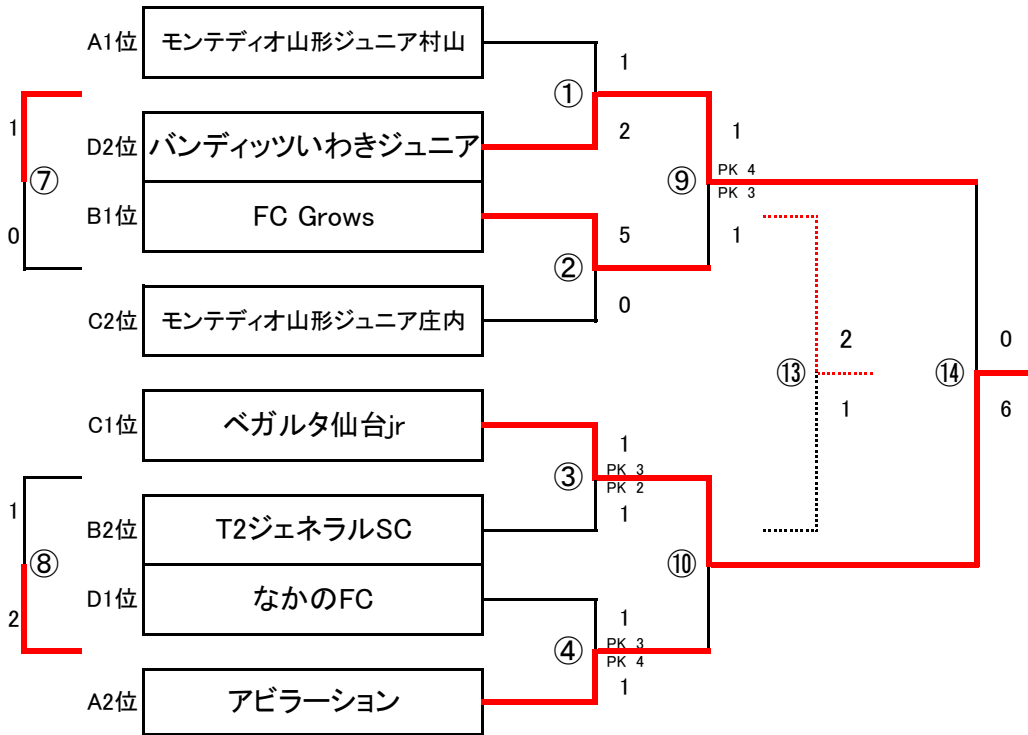 A1位 モンテディオ山形ジュニア村山
1
①
1
D2位 バンディッツいわきジュニア
2
1
⑦
⑨
PK 4
PK 3
B1位 FC Grows
5
1
0
②
C2位 モンテディオ山形ジュニア庄内
0
2
0
⑬
⑭
1
6
C1位 ベガルタ仙台jr
1
③
PK 3
PK 2
1
B2位 T2ジェネラルSC
1
⑧
⑩
D1位 なかのFC
2
1
④
PK 3
PK 4
A2位 アビラーション
1